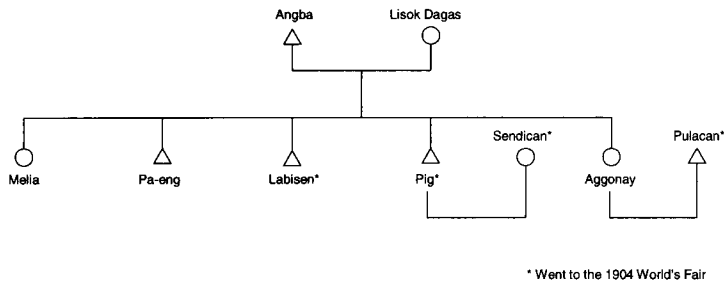 Angba
Lisok Dagas
Sendican*
Pulacan*
Melia
Pa-eng
Labisen*
Pig*
Aggonay
* Went to the 1904 World's Fair